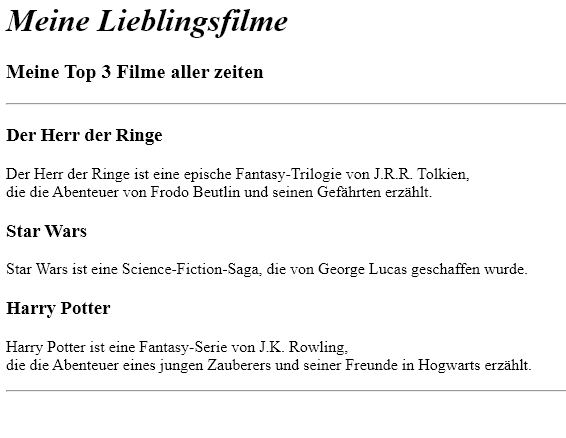 Meine Lieblingsfilme
Meine Top 3 Filme aller zeiten
Der Herr der Ringe
Der Herr der Ringe ist eine epische Fantasy-Trilogie von J.R.R. Tolkien,
die die Abenteuer von Frodo Beutlin und seinen Gefährten erzählt.
Star Wars
Star Wars ist eine Science-Fiction-Saga, die von George Lucas geschaffen wurde.
Harry Potter
Harry Potter ist eine Fantasy-Serie von J.K. Rowling,
die die Abenteuer eines jungen Zauberers und seiner Freunde in Hogwarts erzählt.